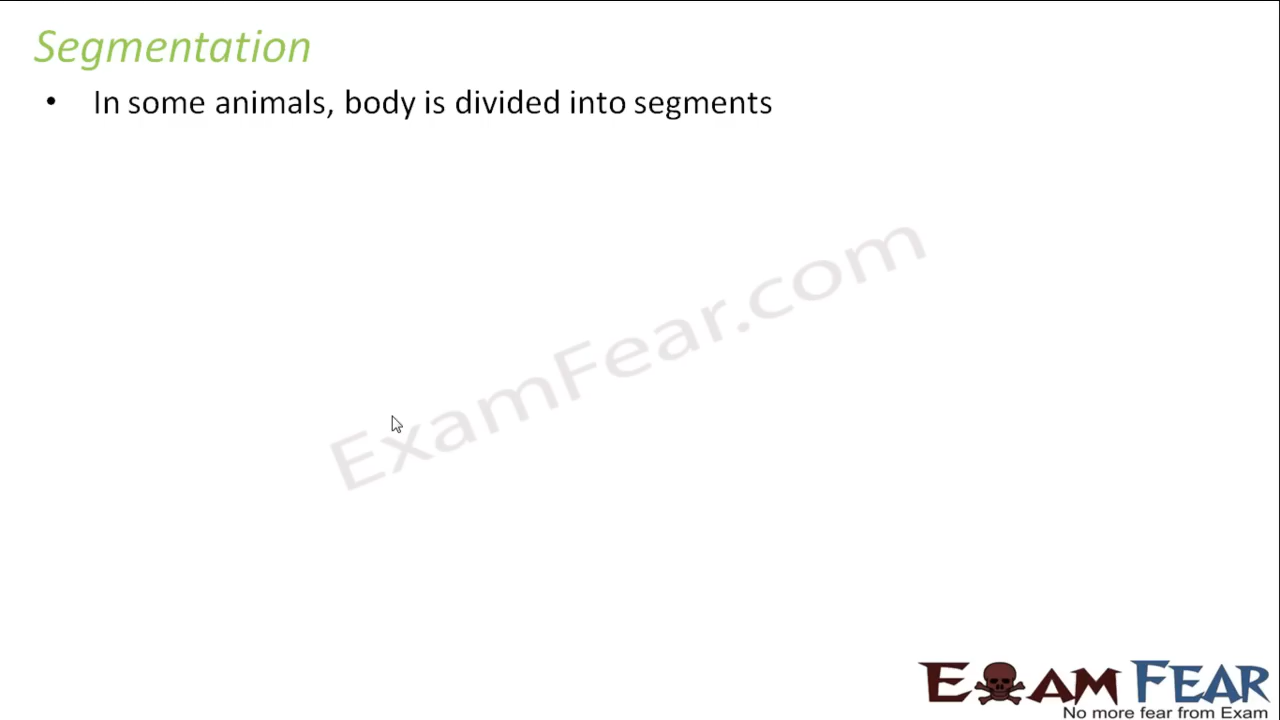 Segmentation
• In some animals, body is divided into segments
ExamFear.com
EXAM FEAR
No more fear from Exam